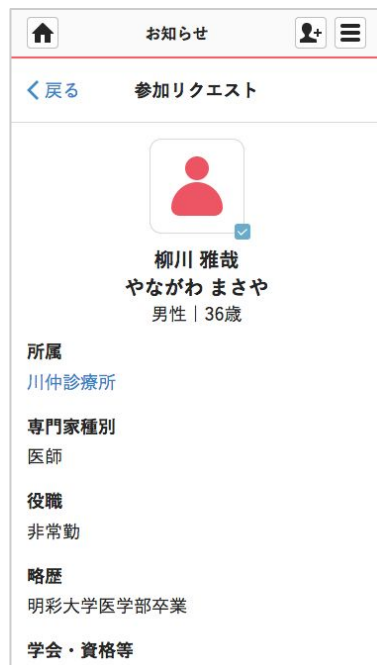 お知らせ
戻る 参加リクエスト
柳川 雅哉
やながわ まさや
男性｜36歳
所属
川仲診療所
専門家種別
医師
役職
非常勤
略歴
明彩大学医学部卒業
学会・資格等